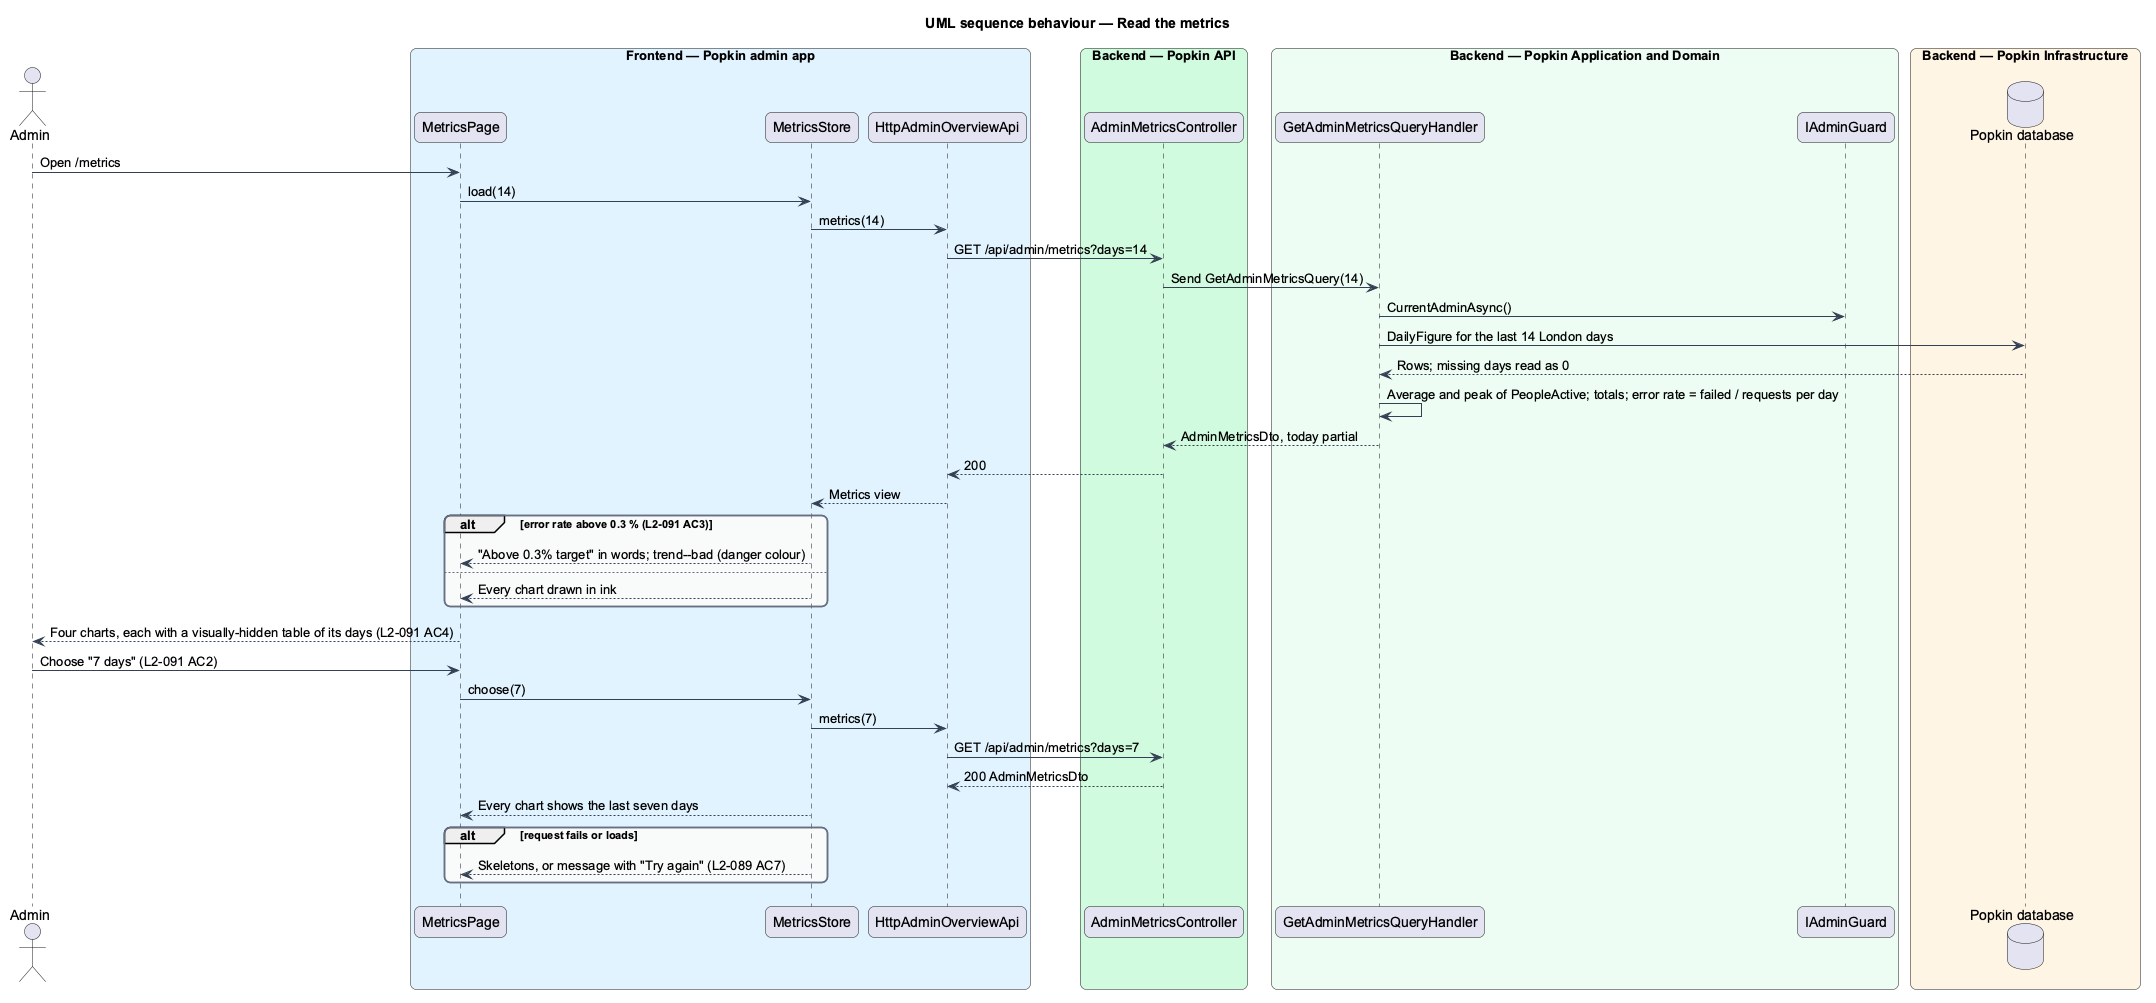 UML sequence behaviour — Read the metrics
Frontend — Popkin admin app
Backend — Popkin API
Backend — Popkin Application and Domain
Backend — Popkin Infrastructure
Admin
MetricsPage
MetricsStore
HttpAdminOverviewApi
AdminMetricsController
GetAdminMetricsQueryHandler
IAdminGuard
Popkin database
Open /metrics
load(14)
metrics(14)
GET /api/admin/metrics?days=14
Send GetAdminMetricsQuery(14)
CurrentAdminAsync()
DailyFigure for the last 14 London days
Rows; missing days read as 0
Average and peak of PeopleActive; totals; error rate = failed / requests per day
AdminMetricsDto, today partial
200
Metrics view
alt
[error rate above 0.3 % (L2-091 AC3)]
"Above 0.3% target" in words; trend--bad (danger colour)
Every chart drawn in ink
Four charts, each with a visually-hidden table of its days (L2-091 AC4)
Choose "7 days" (L2-091 AC2)
choose(7)
metrics(7)
GET /api/admin/metrics?days=7
200 AdminMetricsDto
Every chart shows the last seven days
alt
[request fails or loads]
Skeletons, or message with "Try again" (L2-089 AC7)
Admin
MetricsPage
MetricsStore
HttpAdminOverviewApi
AdminMetricsController
GetAdminMetricsQueryHandler
IAdminGuard
Popkin database